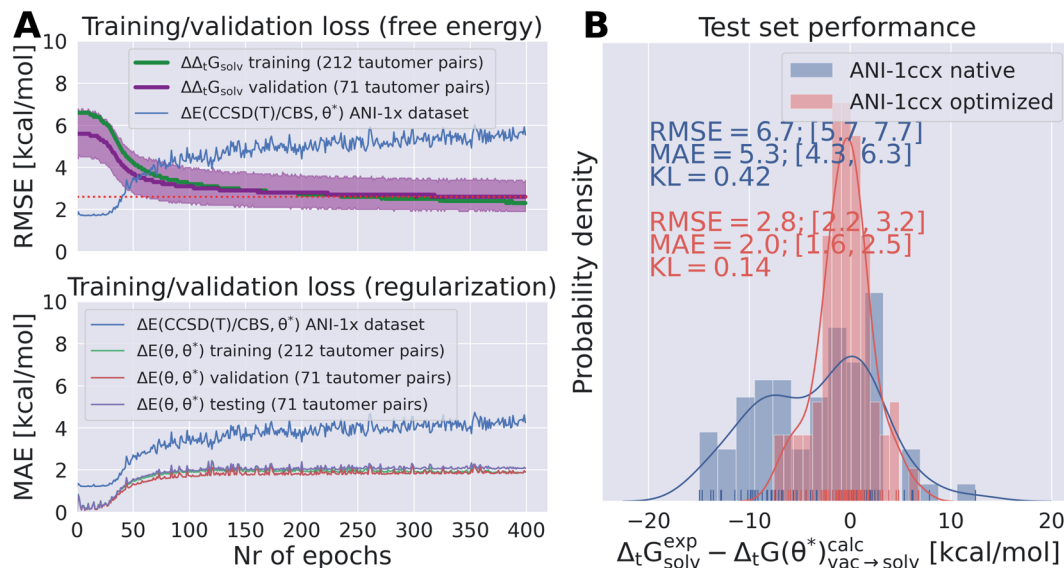 A
Training/validation loss (free energy)
RMSE [kcal/mol]
10
8
6
4
2
0
ΔΔₜG_solv training (212 tautomer pairs)
ΔΔₜG_solv validation (71 tautomer pairs)
ΔE(CCSD(T)/CBS, θ*) ANI-1x dataset
Training/validation loss (regularization)
MAE [kcal/mol]
10
8
6
4
2
0
ΔE(CCSD(T)/CBS, θ*) ANI-1x dataset
ΔE(θ, θ*) training (212 tautomer pairs)
ΔE(θ, θ*) validation (71 tautomer pairs)
ΔE(θ, θ*) testing (71 tautomer pairs)
0 50 100 150 200 250 300 350 400
Nr of epochs
B
Test set performance
Probability density
ANI-1ccx native
ANI-1ccx optimized
RMSE = 6.7; [5.7, 7.7]
MAE = 5.3; [4.3, 6.3]
KL = 0.42
RMSE = 2.8; [2.2, 3.2]
MAE = 2.0; [1.6, 2.5]
KL = 0.14
−20 −10 0 10 20
ΔₜG^exp_solv − ΔₜG(θ*)^calc_vac→solv [kcal/mol]